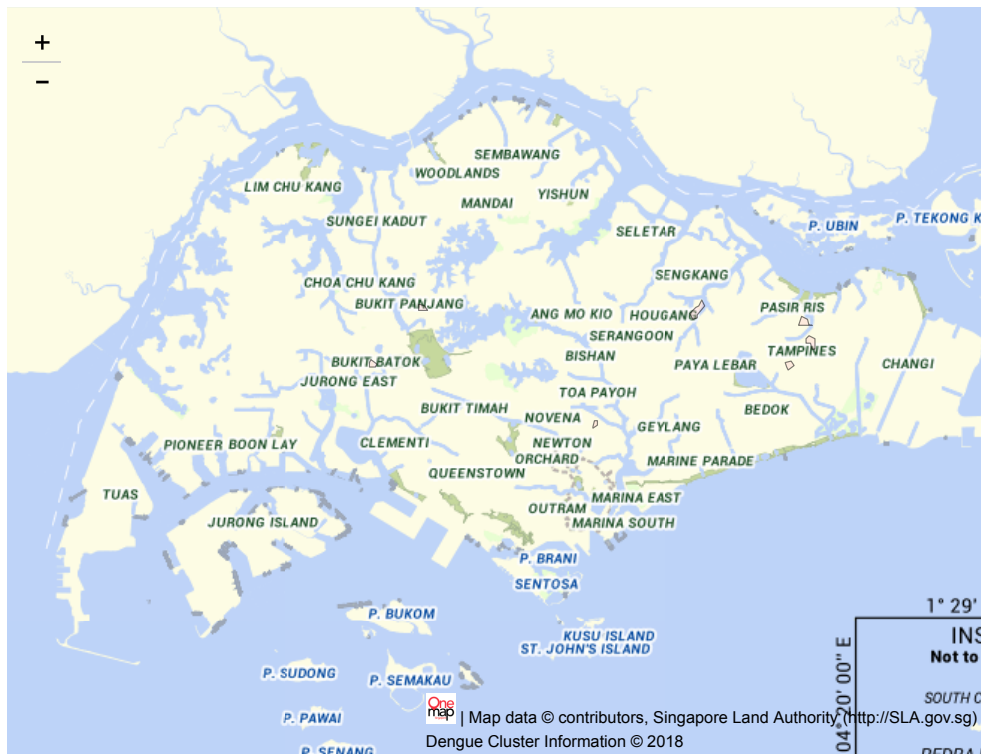 +
−
SEMBAWANG
WOODLANDS
LIM CHU KANG
YISHUN
MANDAI
SUNGEI KADUT
P. UBIN
P. TEKONG K
SELETAR
SENGKANG
CHOA CHU KANG
BUKIT PANJANG
PASIR RIS
ANG MO KIO
HOUGANG
SERANGOON
BISHAN
TAMPINES
BUKIT BATOK
PAYA LEBAR
CHANGI
JURONG EAST
TOA PAYOH
BUKIT TIMAH
BEDOK
NOVENA
GEYLANG
PIONEER BOON LAY
CLEMENTI
NEWTON
ORCHARD
MARINE PARADE
QUEENSTOWN
TUAS
MARINA EAST
OUTRAM
JURONG ISLAND
MARINA SOUTH
P. BRANI
SENTOSA
P. BUKOM
KUSU ISLAND
ST. JOHN'S ISLAND
P. SUDONG
P. SEMAKAU
P. PAWAI
P. SENANG
1° 29'
INS
Not to
SOUTH C
PEDRA
04° 20' 00" E
One map | Map data © contributors, Singapore Land Authority (http://SLA.gov.sg)
Dengue Cluster Information © 2018